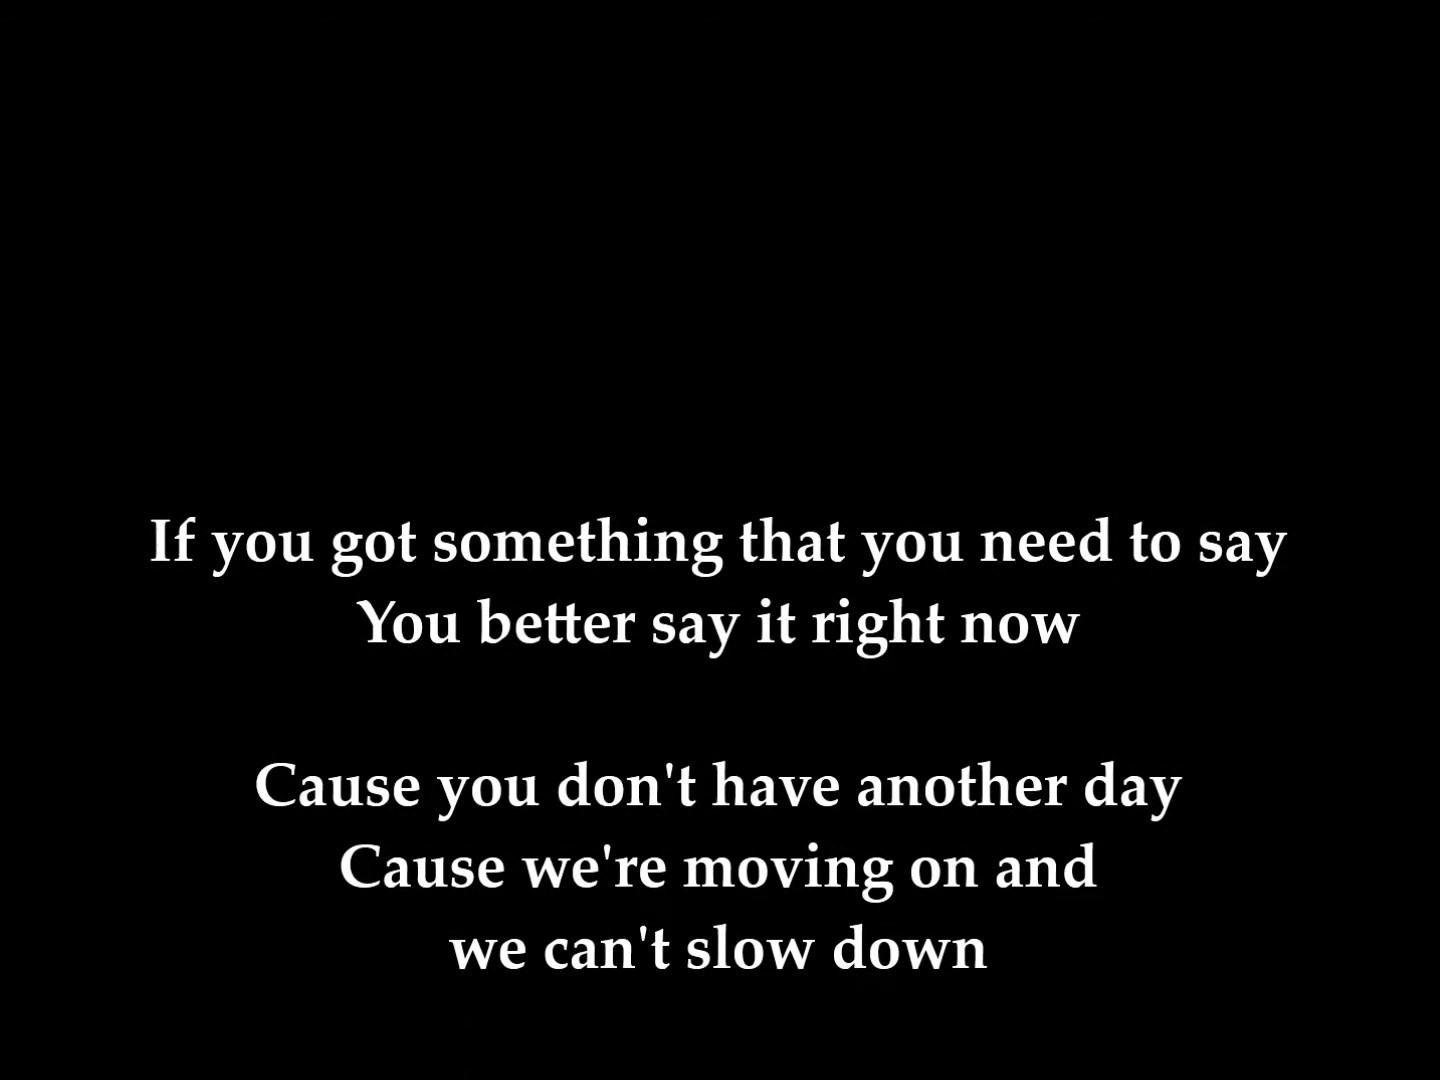 If you got something that you need to say
You better say it right now
Cause you don't have another day
Cause we're moving on and
we can't slow down